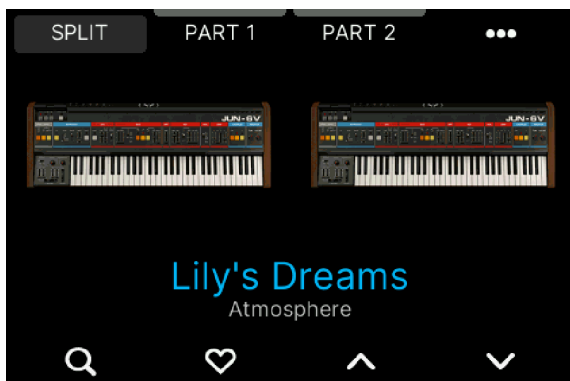 SPLIT PART 1 PART 2
JUN-6V JUN-6V
Lily's Dreams
Atmosphere